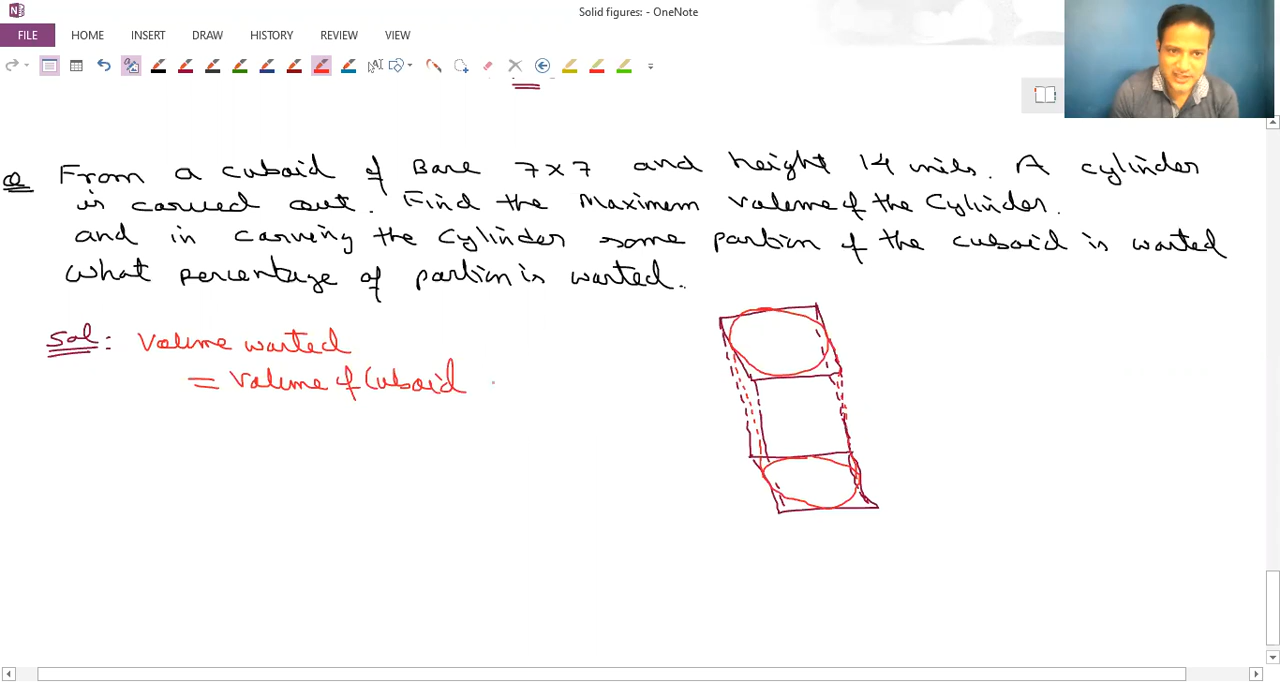 Solid figures: - OneNote
FILE HOME INSERT DRAW HISTORY REVIEW VIEW
Q From a cuboid of Base 7x7 and height 14 units. A cylinder
is carved out. Find the Maximum Volume of the Cylinder.
and in carving the Cylinder some portion of the cuboid is wasted
What percentage of portion is wasted.
Sol: Volume wasted
= Volume of Cuboid